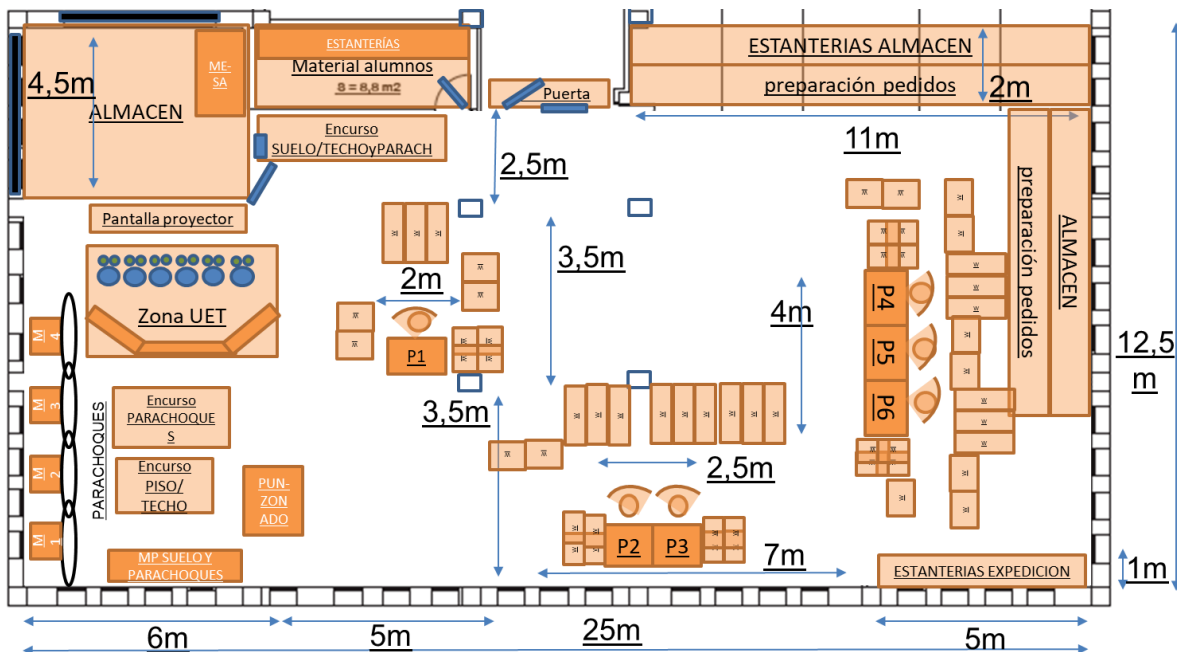 ESTANTERÍAS
Material alumnos
S = 8,8 m2
ME-
SA
4,5m
ALMACEN
Puerta
ESTANTERIAS ALMACEN
preparación pedidos
2m
11m
Encurso
SUELO/TECHOyPARACH
2,5m
Pantalla proyector
preparación pedidos
ALMACEN
Zona UET
2m
3,5m
4m
P1
P4
P5
P6
12,5
m
M 4
M 3
M 2
M 1
PARACHOQUES
Encurso
PARACHOQUE
S
3,5m
2,5m
Encurso
PISO/
TECHO
PUN-
ZON
ADO
P2
P3
MP SUELO Y
PARACHOQUES
7m
ESTANTERIAS EXPEDICION
1m
6m
5m
25m
5m